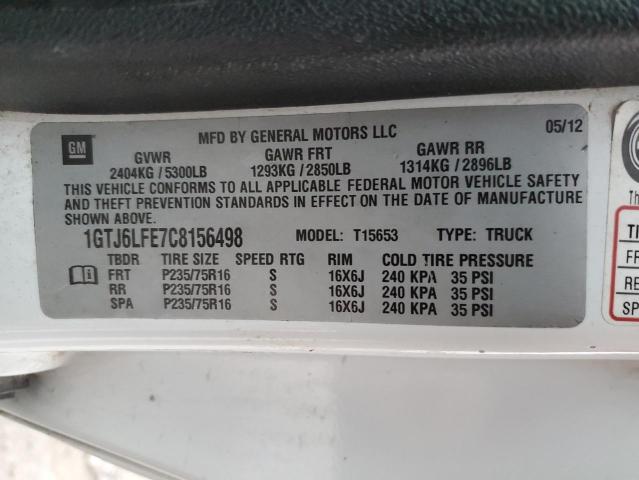 GM
MFD BY GENERAL MOTORS LLC
05/12
GVWR
GAWR FRT
GAWR RR
2404KG / 5300LB
1293KG / 2850LB
1314KG / 2896LB
THIS VEHICLE CONFORMS TO ALL APPLICABLE FEDERAL MOTOR VEHICLE SAFETY
AND THEFT PREVENTION STANDARDS IN EFFECT ON THE DATE OF MANUFACTURE
SHOWN ABOVE.
1GTJ6LFE7C8156498 MODEL: T15653 TYPE: TRUCK
TBDR TIRE SIZE SPEED RTG RIM COLD TIRE PRESSURE
FRT P235/75R16 S 16X6J 240 KPA 35 PSI
RR P235/75R16 S 16X6J 240 KPA 35 PSI
SPA P235/75R16 S 16X6J 240 KPA 35 PSI